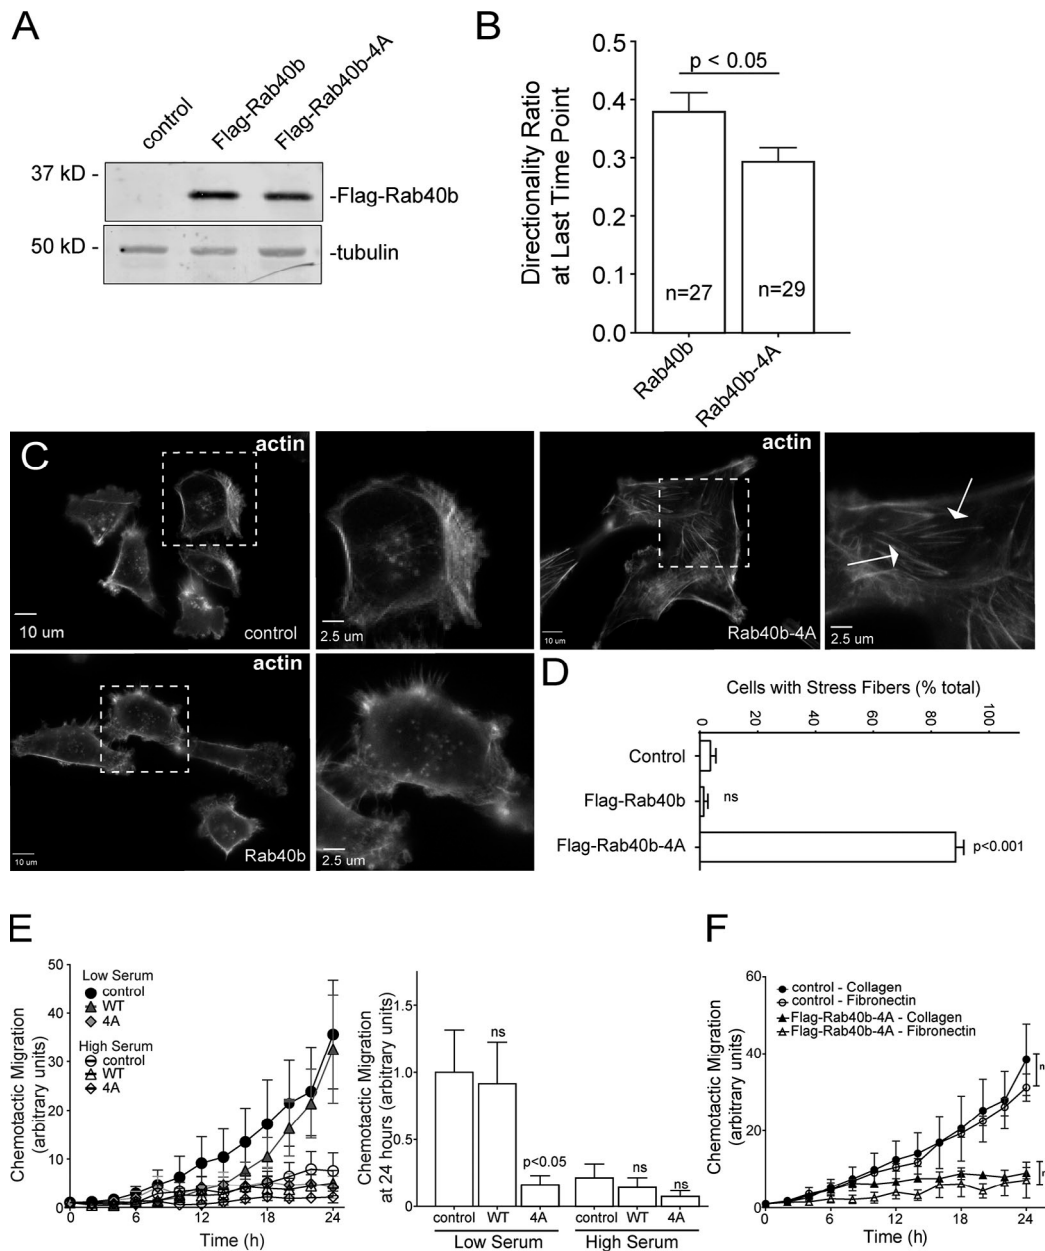 A
control
Flag-Rab40b
Flag-Rab40b-4A
37 kD -
-Flag-Rab40b
50 kD -
-tubulin
B
Directionality Ratio
at Last Time Point
0.5
0.4
0.3
0.2
0.1
0.0
p < 0.05
n=27
n=29
Rab40b
Rab40b-4A
C
actin
10 um
control
2.5 um
actin
10 um
Rab40b-4A
2.5 um
actin
10 um
Rab40b
2.5 um
D
Cells with Stress Fibers (% total)
0
20
40
60
80
100
Control
Flag-Rab40b
ns
Flag-Rab40b-4A
p<0.001
E
Chemotactic Migration
(arbitrary units)
50
40
30
20
10
0
Low Serum
control
WT
4A
High Serum
control
WT
4A
0 6 12 18 24
Time (h)
Chemotactic Migration
at 24 hours (arbitrary units)
1.5
1.0
0.5
0
ns
p<0.05
ns
ns
control WT 4A control WT 4A
Low Serum High Serum
F
Chemotactic Migration
(arbitrary units)
60
40
20
0
control - Collagen
control - Fibronectin
Flag-Rab40b-4A - Collagen
Flag-Rab40b-4A - Fibronectin
0 6 12 18 24
Time (h)